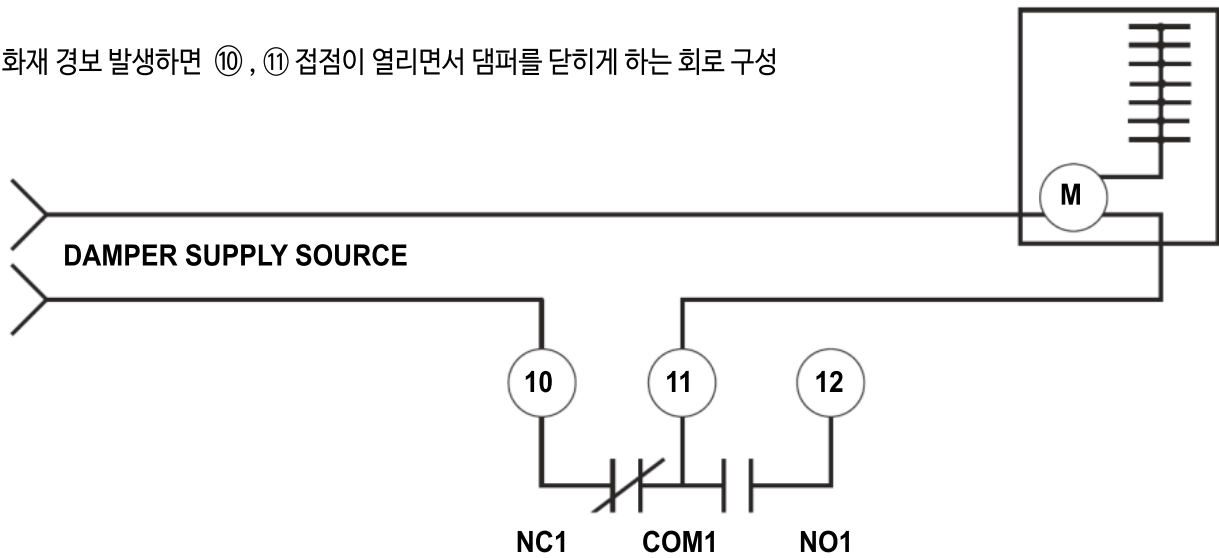 화재 경보 발생하면 ⑩ , ⑪ 접점이 열리면서 댐퍼를 닫히게 하는 회로 구성
M
DAMPER SUPPLY SOURCE
10 11 12
NC1 COM1 NO1